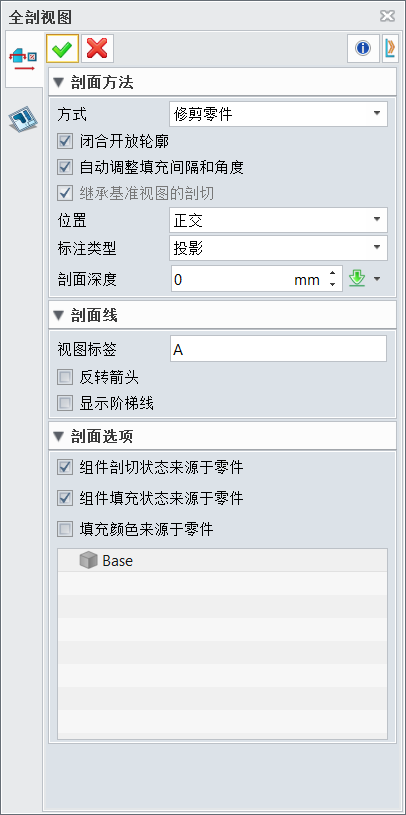 全剖视图
剖面方法
方式 修剪零件
闭合开放轮廓
自动调整填充间隔和角度
继承基准视图的剖切
位置 正交
标注类型 投影
剖面深度 0 mm
剖面线
视图标签 A
反转箭头
显示阶梯线
剖面选项
组件剖切状态来源于零件
组件填充状态来源于零件
填充颜色来源于零件
Base